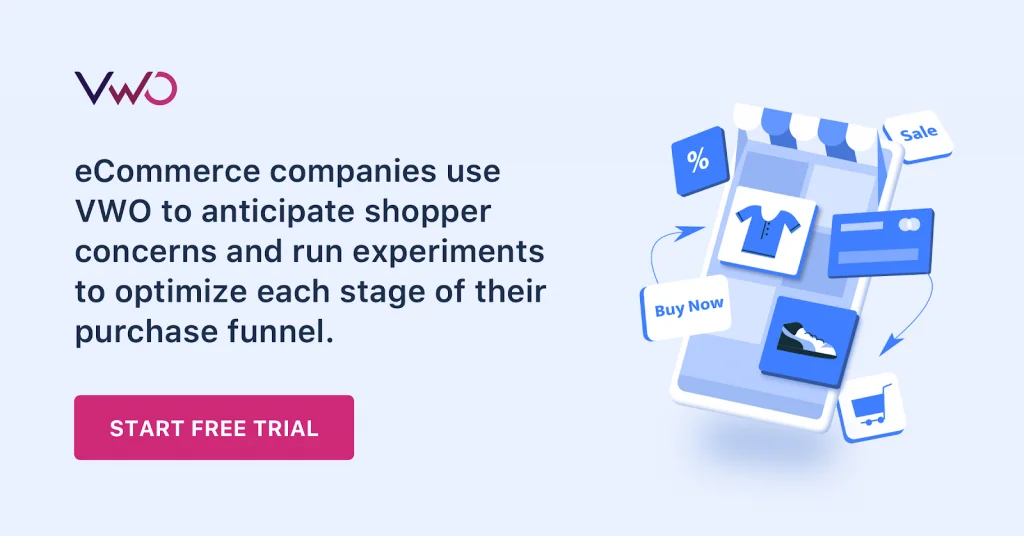 VWO
eCommerce companies use
VWO to anticipate shopper
concerns and run experiments
to optimize each stage of their
purchase funnel.
START FREE TRIAL
%
Sale
Buy Now